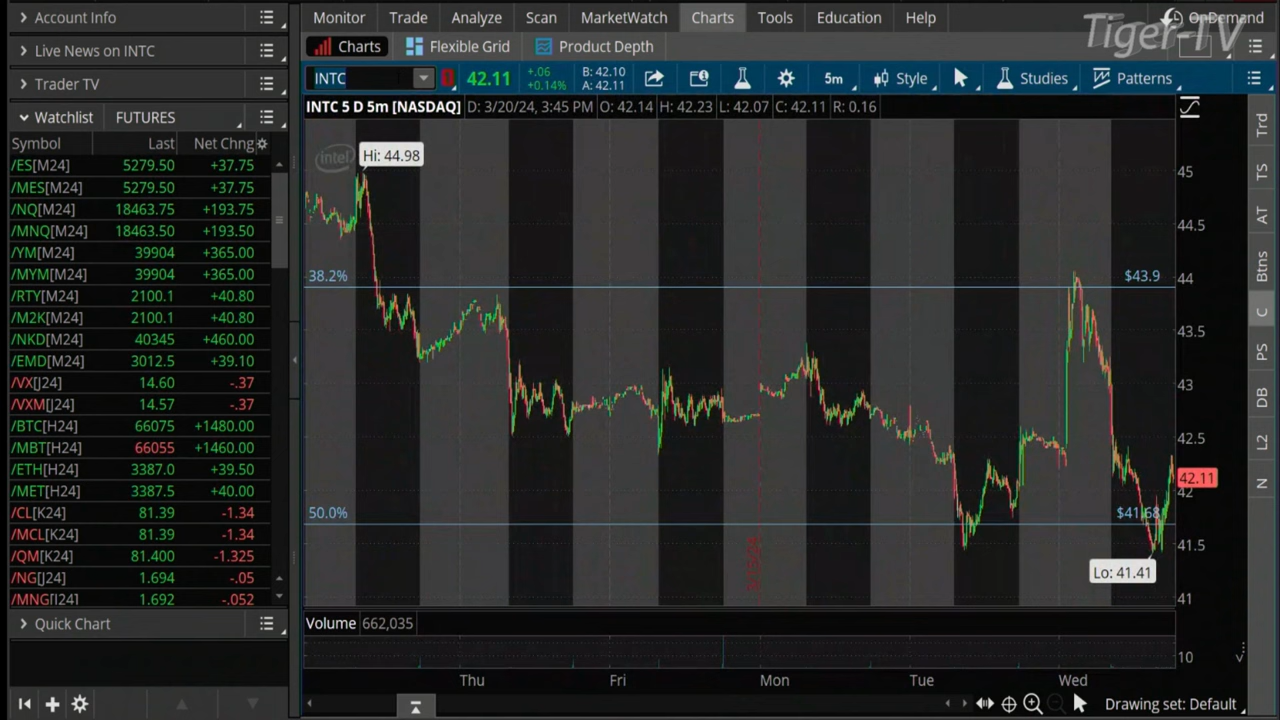 Account Info
Live News on INTC
Trader TV
Watchlist FUTURES
Symbol Last Net Chng
/ES[M24] 5279.50 +37.75
/MES[M24] 5279.50 +37.75
/NQ[M24] 18463.75 +193.75
/MNQ[M24] 18463.50 +193.50
/YM[M24] 39904 +365.00
/MYM[M24] 39904 +365.00
/RTY[M24] 2100.1 +40.80
/M2K[M24] 2100.1 +40.80
/NKD[M24] 40345 +460.00
/EMD[M24] 3012.5 +39.10
/VX[J24] 14.60 -.37
/VXM[J24] 14.57 -.37
/BTC[H24] 66075 +1480.00
/MBT[H24] 66055 +1460.00
/ETH[H24] 3387.0 +39.50
/MET[H24] 3387.5 +40.00
/CL[K24] 81.39 -1.34
/MCL[K24] 81.39 -1.34
/QM[K24] 81.400 -1.325
/NG[J24] 1.694 -.05
/MNG[J24] 1.692 -.052
Quick Chart
Monitor Trade Analyze Scan MarketWatch Charts Tools Education Help
OnDemand
Tiger-TV
Charts Flexible Grid Product Depth
INTC 42.11 +.06 +0.14% B: 42.10 A: 42.11 5m Style Studies Patterns
INTC 5 D 5m [NASDAQ] D: 3/20/24, 3:45 PM O: 42.14 H: 42.23 L: 42.07 C: 42.11 R: 0.16
intel
Hi: 44.98
45
44.5
38.2% $43.9
44
43.5
43
42.5
42.11
42
50.0% $41.68
41.5
Lo: 41.41
41
Volume 662,035
10
Thu Fri Mon Tue Wed
Drawing set: Default
Trd
TS
AT
Btns
C
PS
DB
L2
N